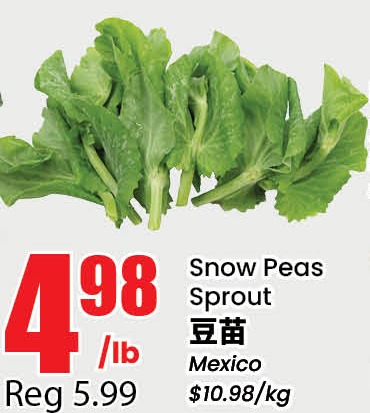 4.98
/lb
Reg 5.99
Snow Peas
Sprout
豆苗
Mexico
$10.98/kg